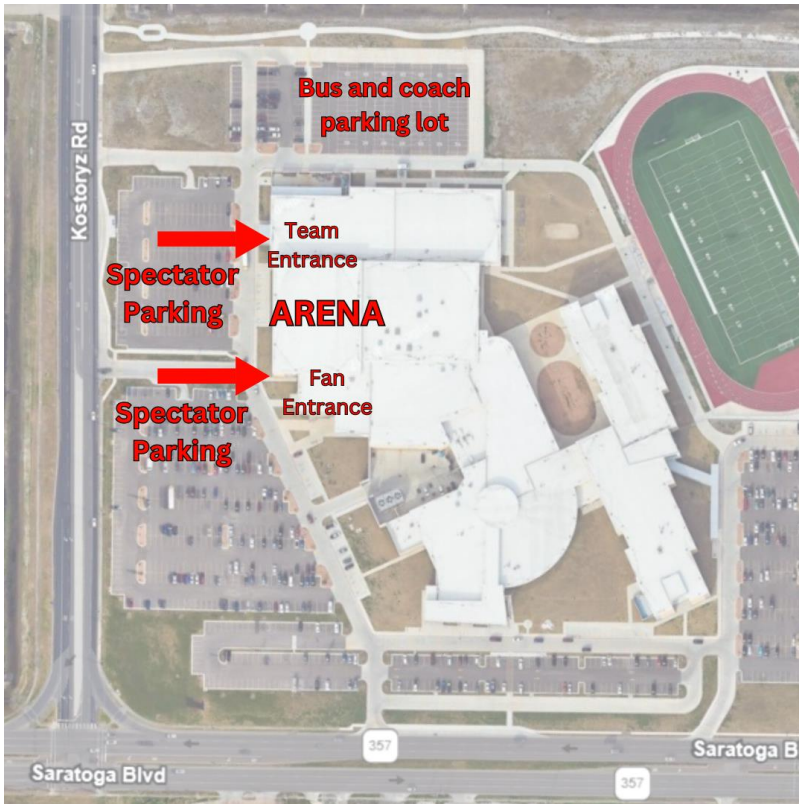 Bus and coach
parking lot
Kostoryz Rd
Team
Entrance
Spectator
Parking
ARENA
Fan
Entrance
Spectator
Parking
357
Saratoga B
Saratoga Blvd
357